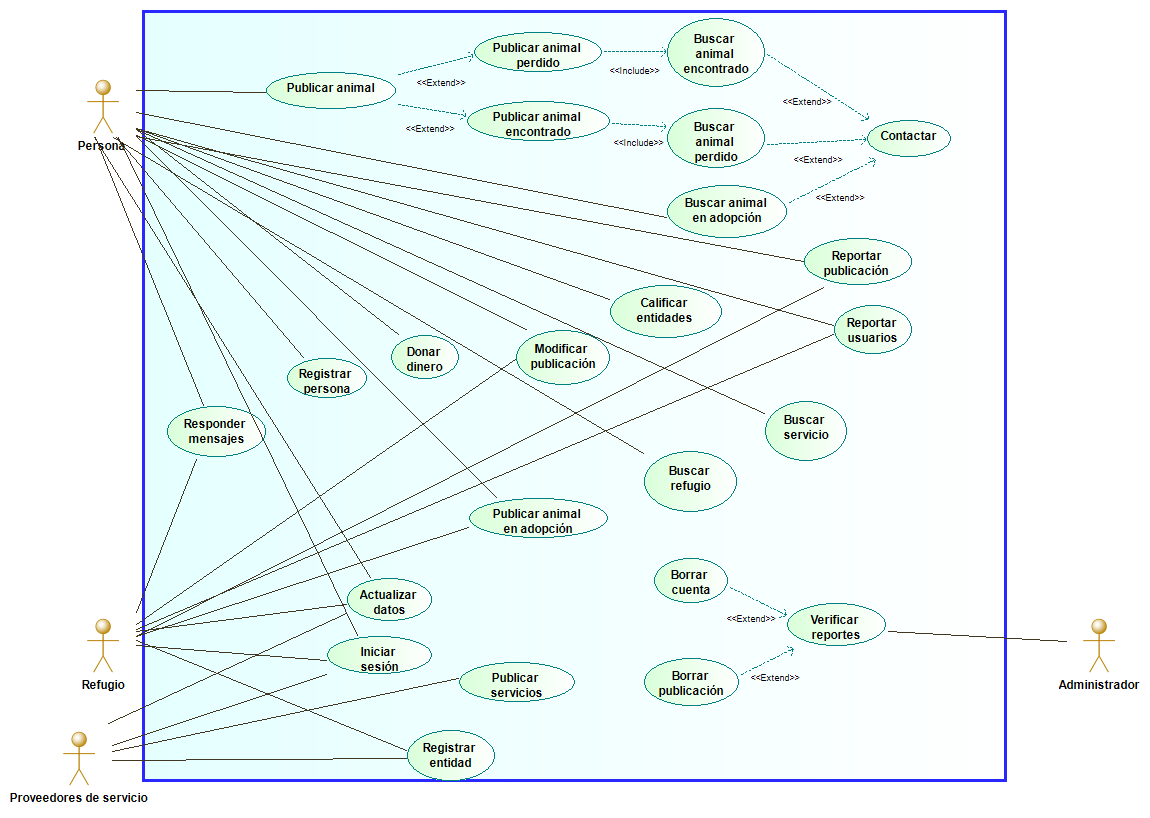 Buscar
animal
encontrado
Publicar animal
perdido
<<Include>>
<<Extend>>
Publicar animal
<<Extend>>
Publicar animal
encontrado
<<Extend>>
<<Include>>
Buscar
animal
perdido
Contactar
<<Extend>>
Persona
Buscar animal
en adopción
<<Extend>>
Reportar
publicación
Calificar
entidades
Reportar
usuarios
Donar
dinero
Modificar
publicación
Registrar
persona
Responder
mensajes
Buscar
servicio
Buscar
refugio
Publicar animal
en adopción
Borrar
cuenta
Actualizar
datos
<<Extend>>
Verificar
reportes
Iniciar
sesión
Refugio
Publicar
servicios
Borrar
publicación
<<Extend>>
Administrador
Registrar
entidad
Proveedores de servicio